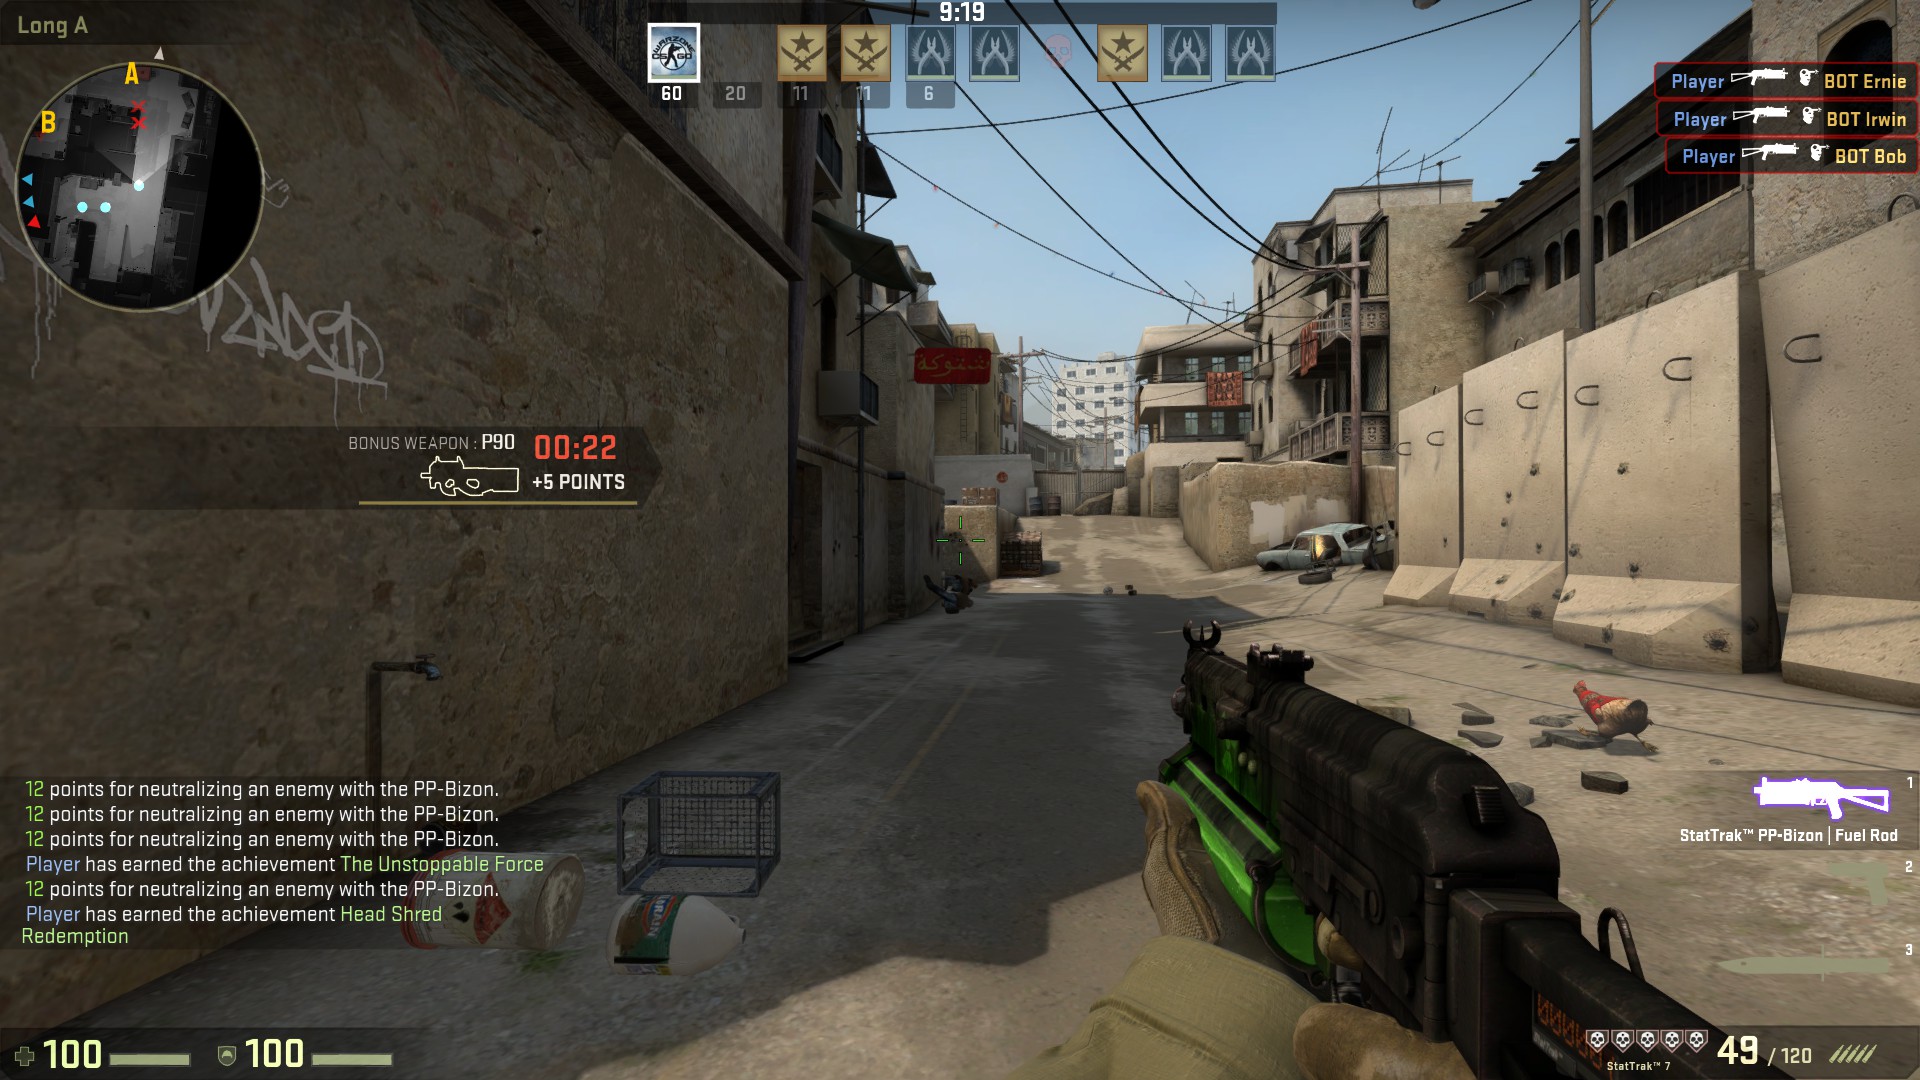 Long A
9:19
60 20 11 11 6
A
B
Player BOT Ernie
Player BOT Irwin
Player BOT Bob
BONUS WEAPON : P90 00:22
+5 POINTS
12 points for neutralizing an enemy with the PP-Bizon.
12 points for neutralizing an enemy with the PP-Bizon.
12 points for neutralizing an enemy with the PP-Bizon.
Player has earned the achievement The Unstoppable Force
12 points for neutralizing an enemy with the PP-Bizon.
Player has earned the achievement Head Shred
Redemption
1
StatTrak™ PP-Bizon | Fuel Rod
2
3
100 100
StatTrak™ 7
49 / 120